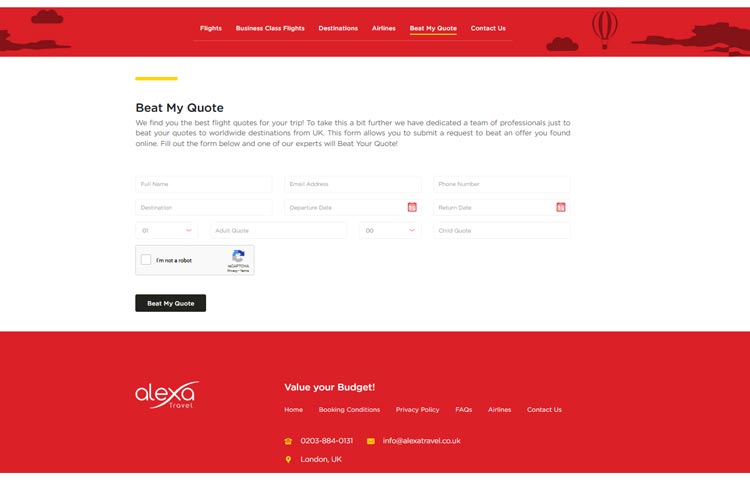 Flights Business Class Flights Destinations Airlines Beat My Quote Contact Us
Beat My Quote
We find you the best flight quotes for your trip! To take this a bit further we have dedicated a team of professionals just to
beat your quotes to worldwide destinations from UK. This form allows you to submit a request to beat an offer you found
online. Fill out the form below and one of our experts will Beat Your Quote!
Full Name Email Address Phone Number
Destination Departure Date Return Date
01 Adult Quote 00 Child Quote
I'm not a robot
reCAPTCHA
Privacy - Terms
Beat My Quote
alexa
Travel
Value your Budget!
Home Booking Conditions Privacy Policy FAQs Airlines Contact Us
0203-884-0131 info@alexatravel.co.uk
London, UK